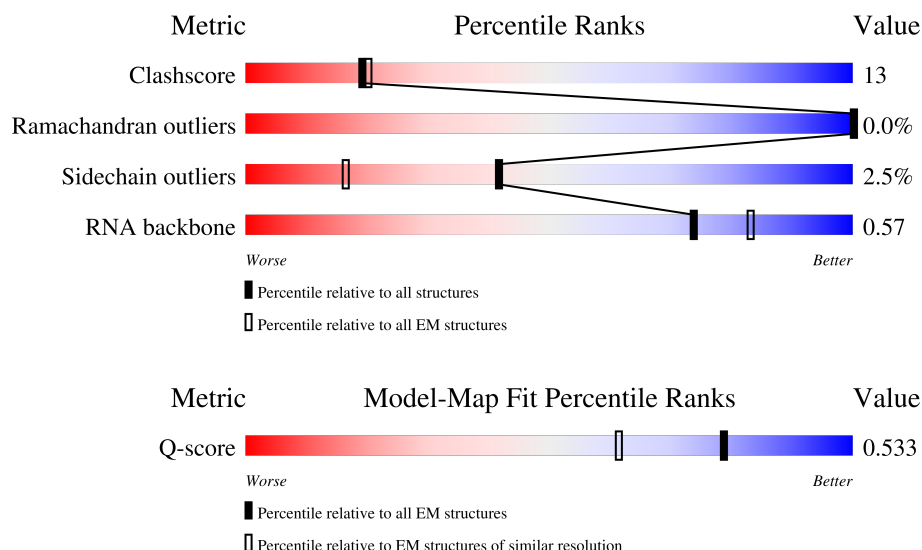 Metric Percentile Ranks Value
Clashscore 13
Ramachandran outliers 0.0%
Sidechain outliers 2.5%
RNA backbone 0.57
Worse Better
Percentile relative to all structures
Percentile relative to all EM structures
Metric Model-Map Fit Percentile Ranks Value
Q-score 0.533
Worse Better
Percentile relative to all EM structures
Percentile relative to EM structures of similar resolution